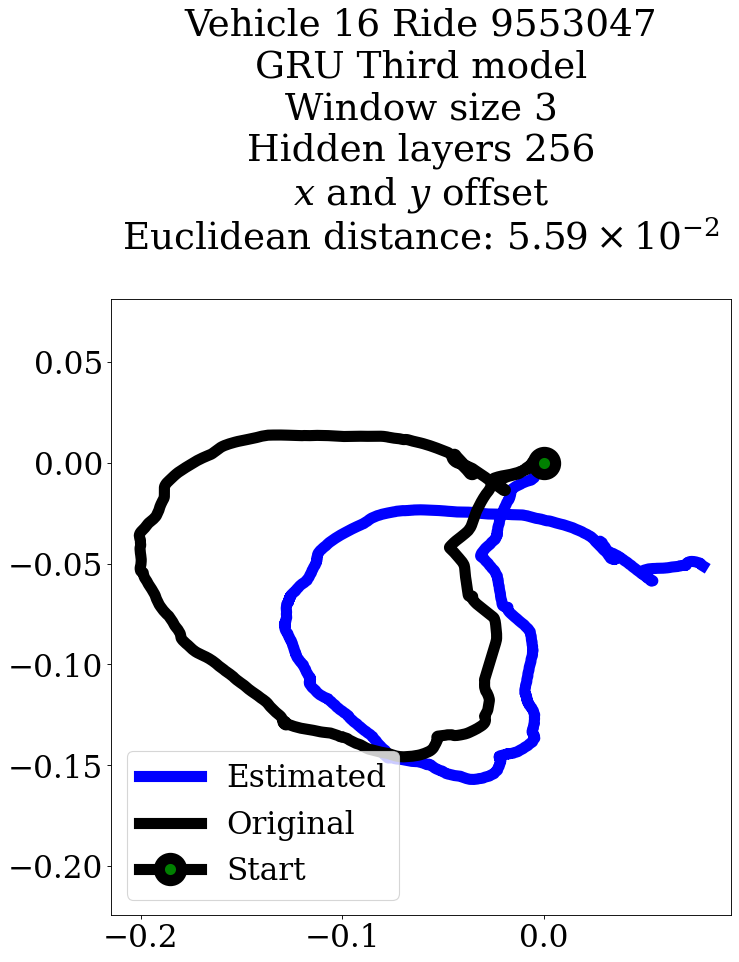 Vehicle 16 Ride 9553047
GRU Third model
Window size 3
Hidden layers 256
x and y offset
Euclidean distance: 5.59 × 10⁻²
0.05
0.00
−0.05
−0.10
−0.15
−0.20
Estimated
Original
Start
−0.2
−0.1
0.0